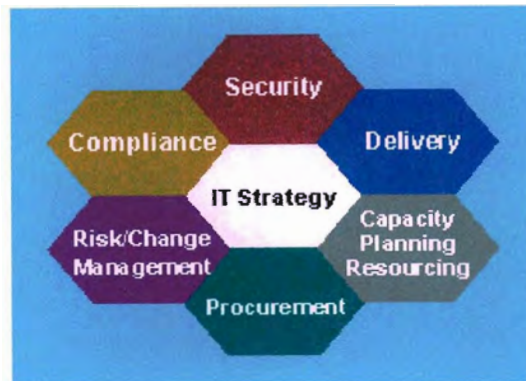 Security
Compliance
Delivery
IT Strategy
Risk/Change
Management
Capacity
Planning
Resourcing
Procurement